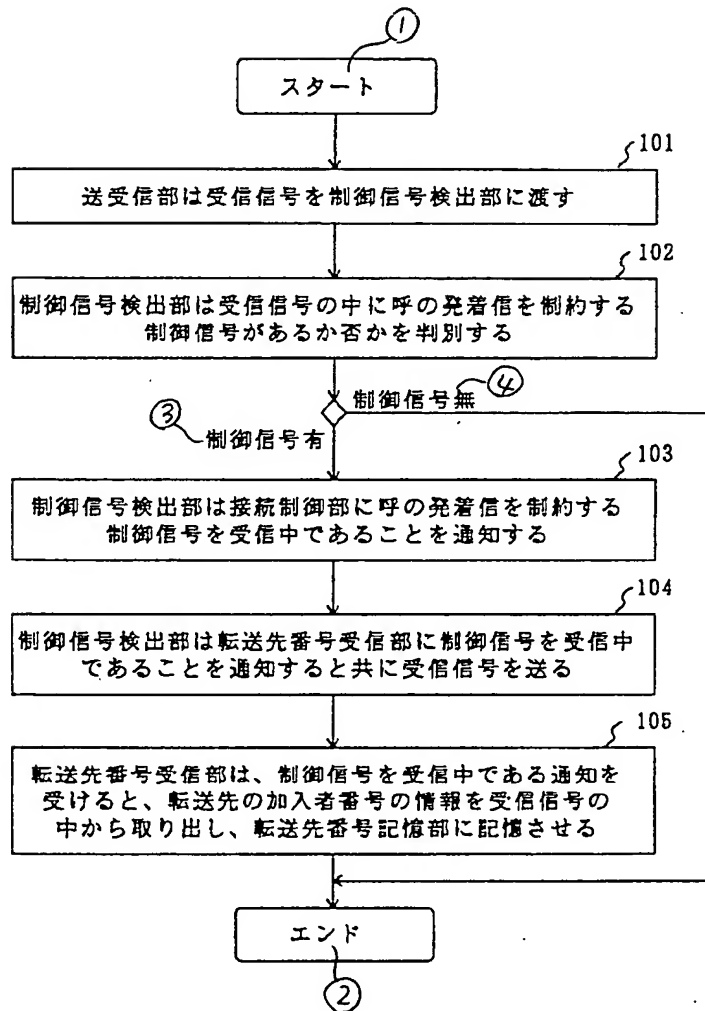 ①
スタート
101
送受信部は受信信号を制御信号検出部に渡す
102
制御信号検出部は受信信号の中に呼の発着信を制約する
制御信号があるか否かを判別する
制御信号無
④
③
制御信号有
103
制御信号検出部は接続制御部に呼の発着信を制約する
制御信号を受信中であることを通知する
104
制御信号検出部は転送先番号受信部に制御信号を受信中
であることを通知すると共に受信信号を送る
105
転送先番号受信部は、制御信号を受信中である通知を
受けると、転送先の加入者番号の情報を受信信号の
中から取り出し、転送先番号記憶部に記憶させる
エンド
②